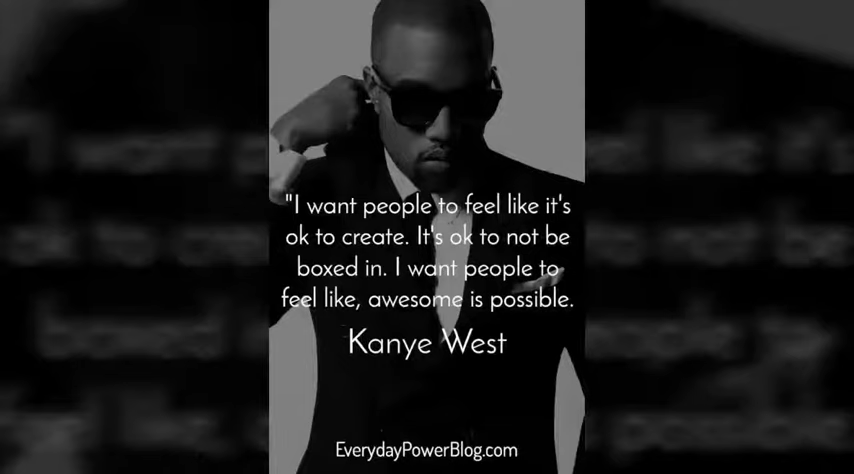 "I want people to feel like it's
ok to create. It's ok to not be
boxed in. I want people to
feel like, awesome is possible.
Kanye West
EverydayPowerBlog.com